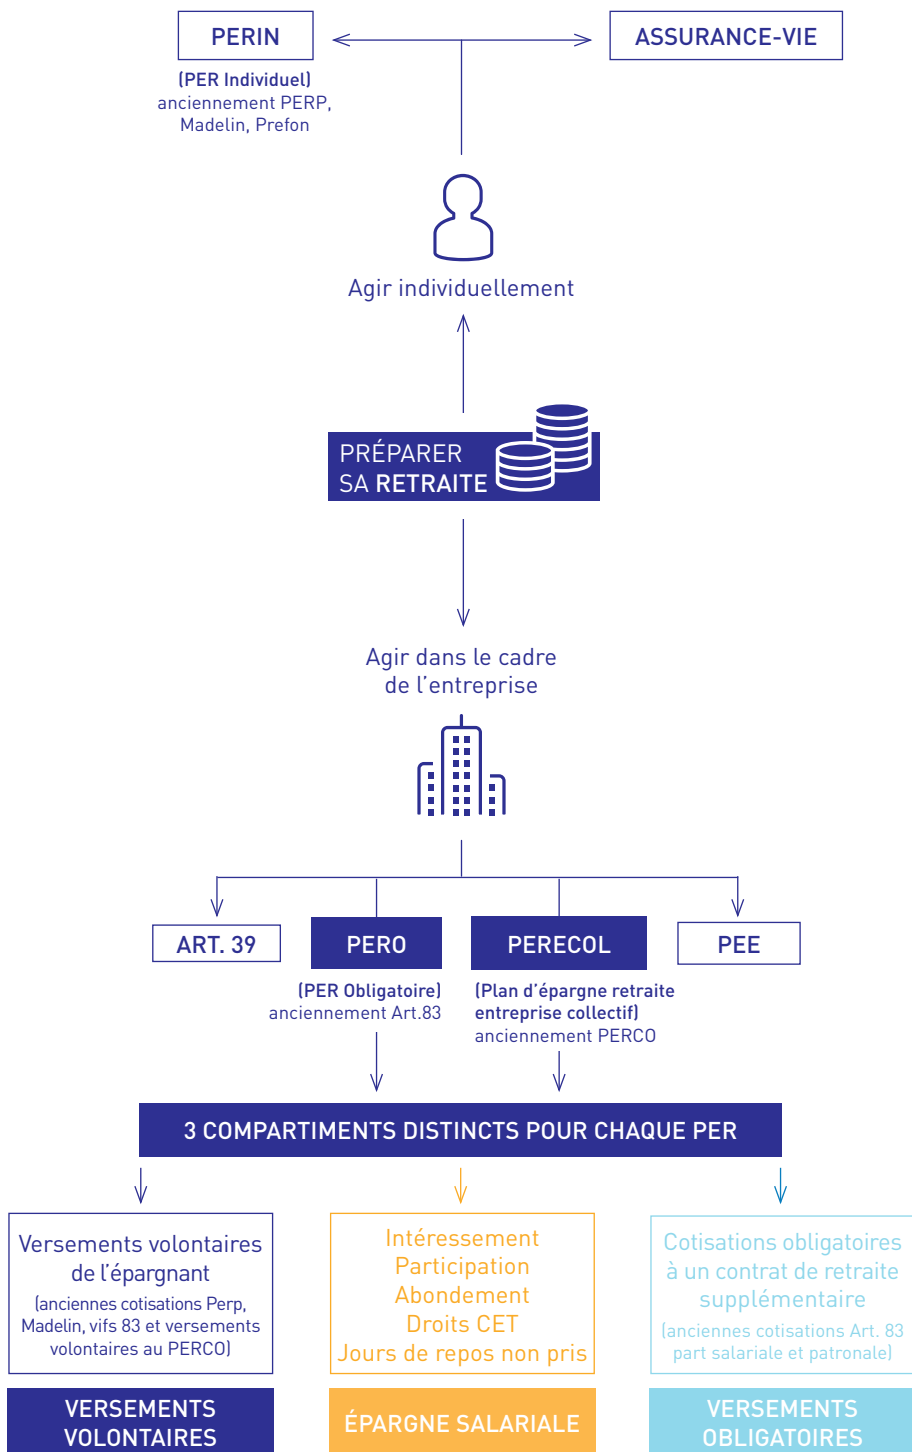 PERIN
ASSURANCE-VIE
(PER Individuel)
anciennement PERP,
Madelin, Prefon
Agir individuellement
PRÉPARER
SA RETRAITE
Agir dans le cadre
de l'entreprise
ART. 39
PERO
PERECOL
PEE
(PER Obligatoire)
anciennement Art.83
(Plan d'épargne retraite
entreprise collectif)
anciennement PERCO
3 COMPARTIMENTS DISTINCTS POUR CHAQUE PER
Versements volontaires
de l'épargnant
(anciennes cotisations Perp,
Madelin, vifs 83 et versements
volontaires au PERCO)
VERSEMENTS
VOLONTAIRES
Intéressement
Participation
Abondement
Droits CET
Jours de repos non pris
ÉPARGNE SALARIALE
Cotisations obligatoires
à un contrat de retraite
supplémentaire
(anciennes cotisations Art. 83
part salariale et patronale)
VERSEMENTS
OBLIGATOIRES